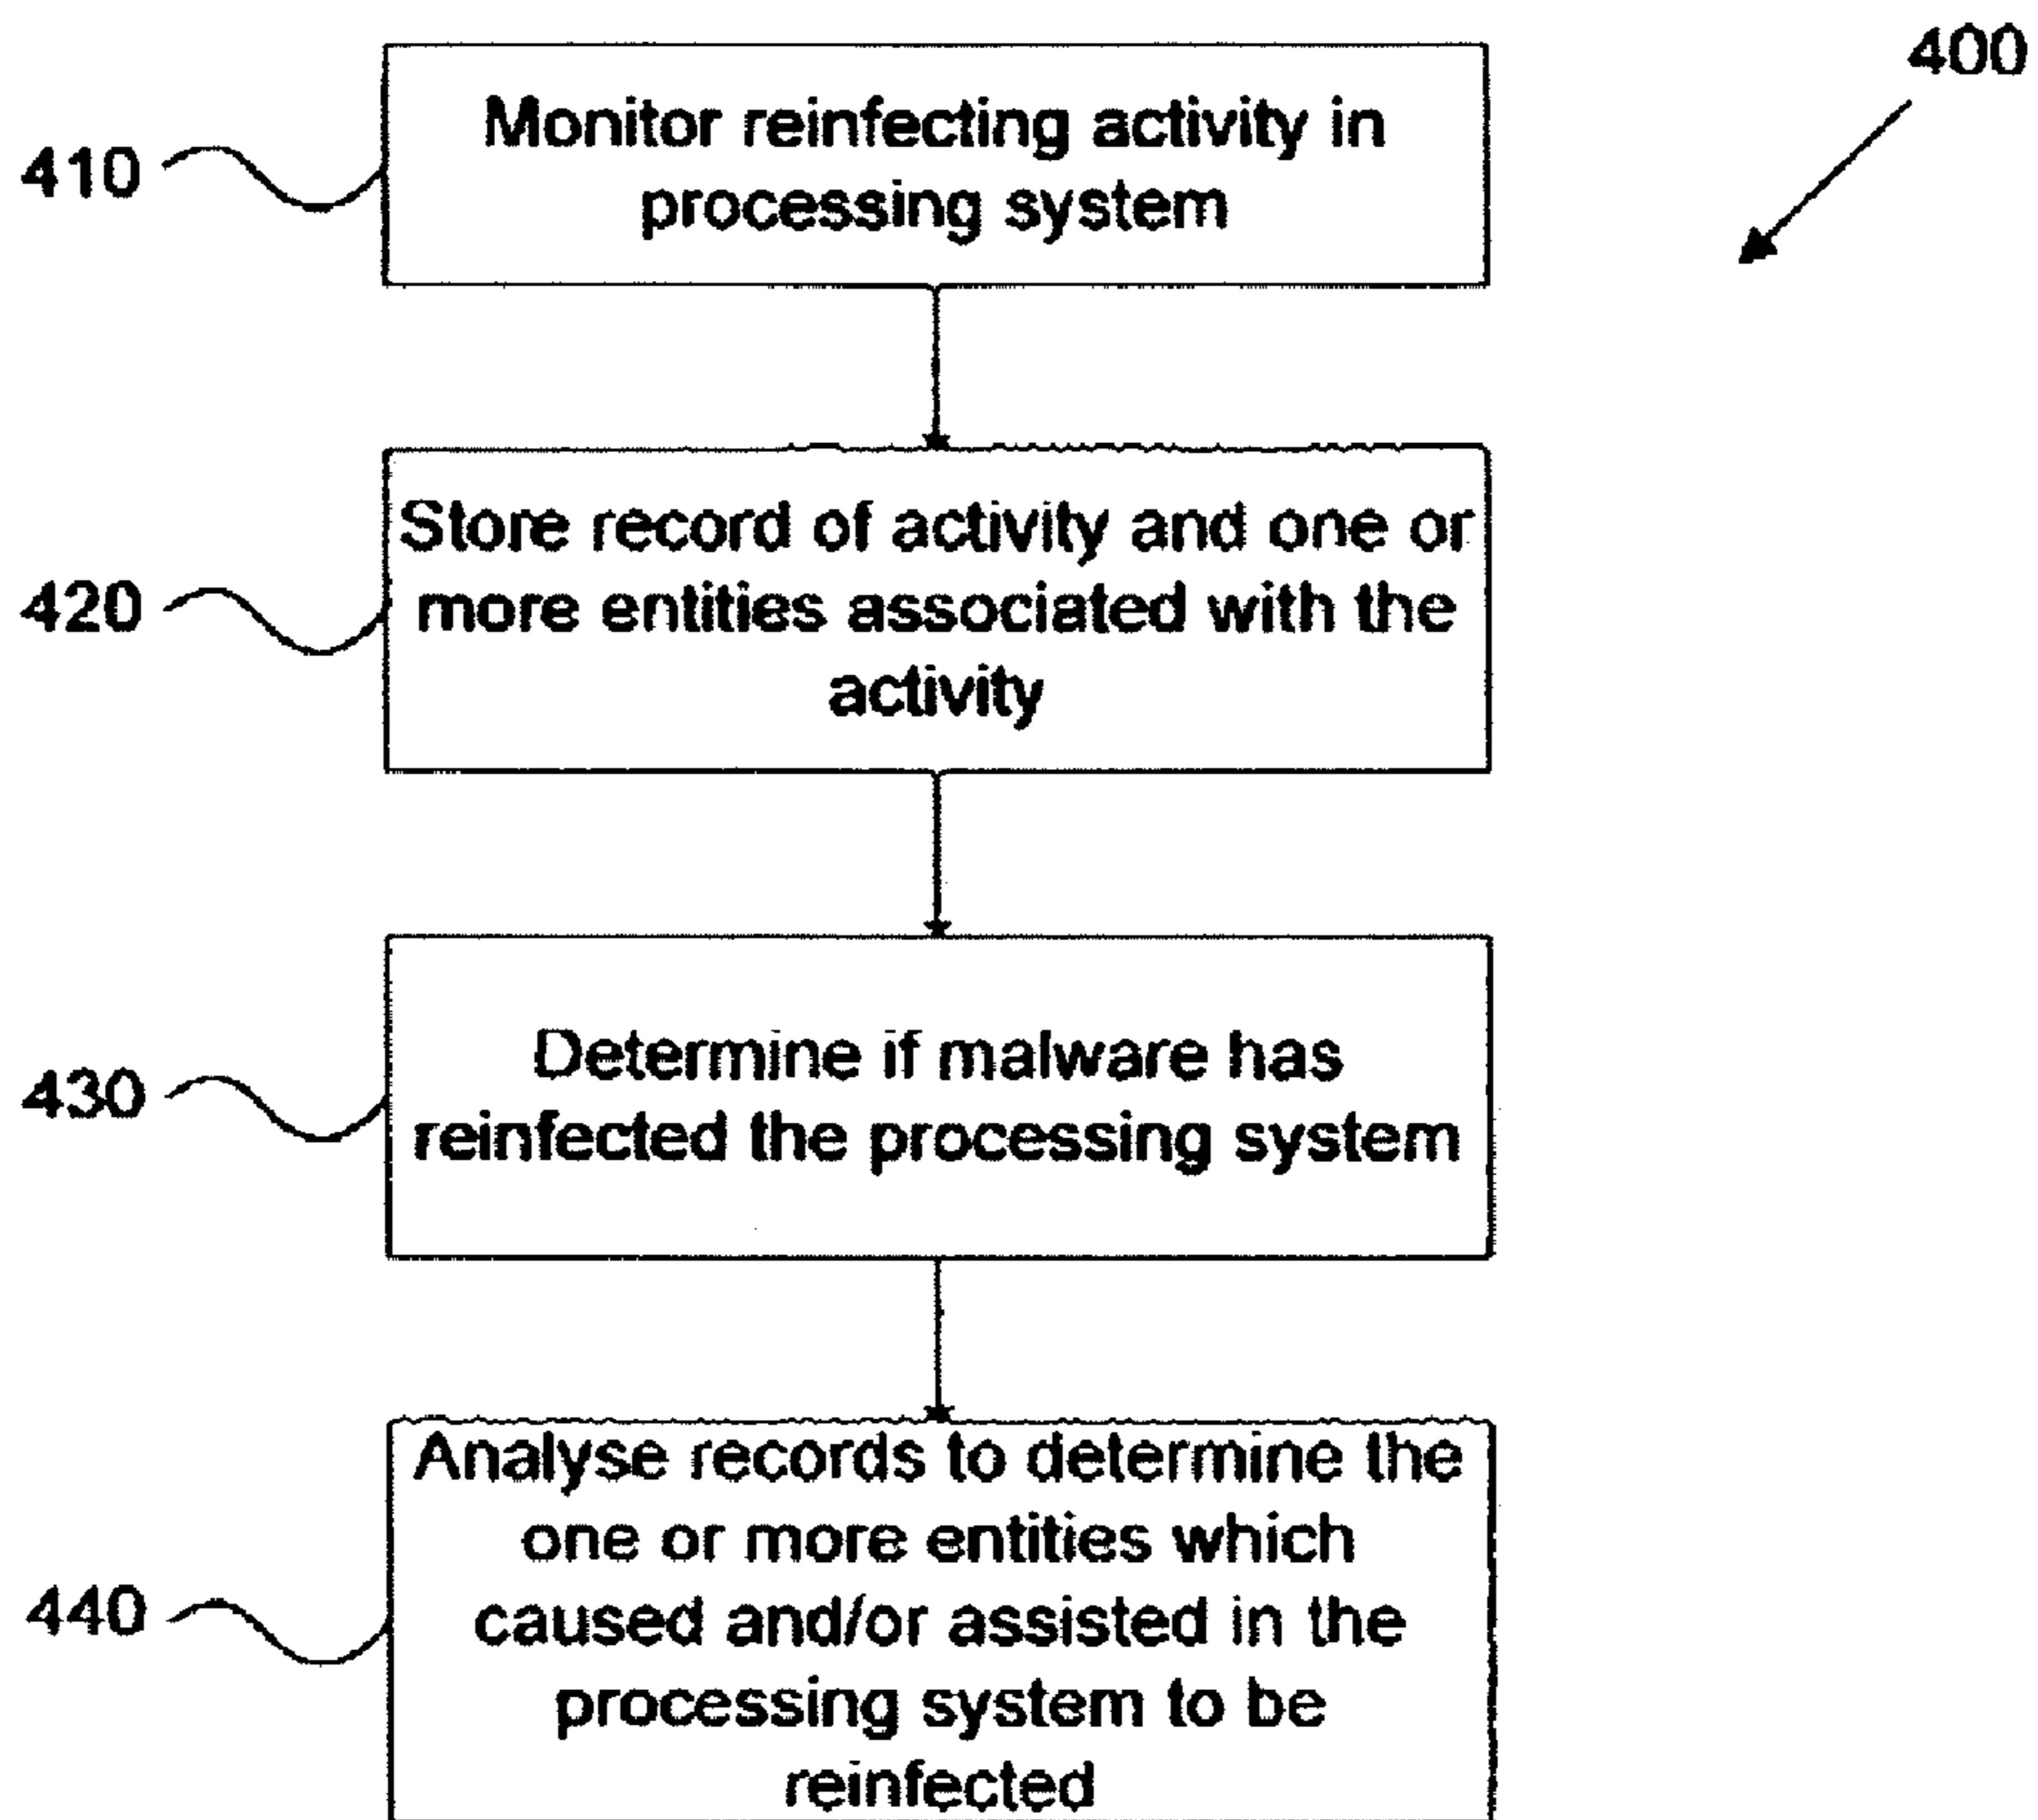 400
410
Monitor reinfecting activity in
processing system
420
Store record of activity and one or
more entities associated with the
activity
430
Determine if malware has
reinfected the processing system
440
Analyse records to determine the
one or more entities which
caused and/or assisted in the
processing system to be
reinfected